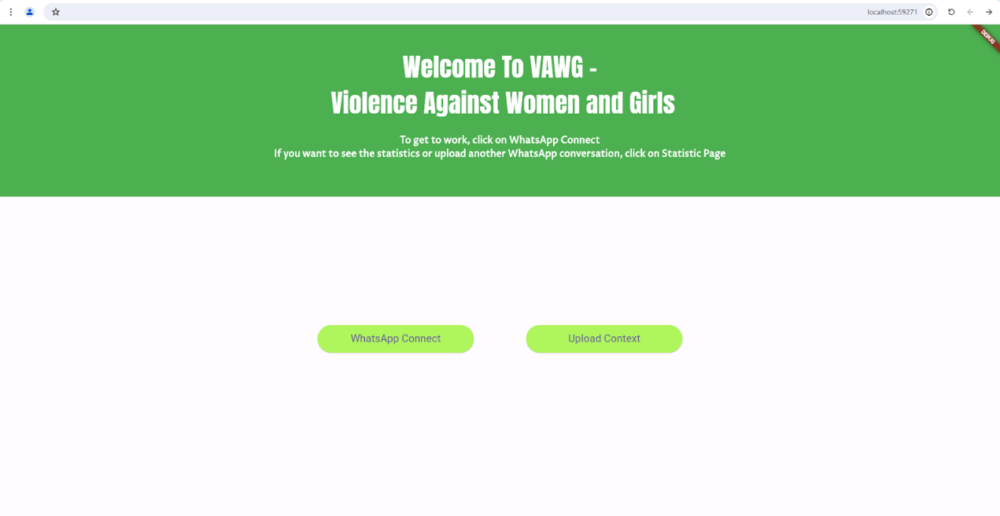 localhost:59271
DEBUG
Welcome To VAWG -
Violence Against Women and Girls
To get to work, click on WhatsApp Connect
If you want to see the statistics or upload another WhatsApp conversation, click on Statistic Page
WhatsApp Connect
Upload Context